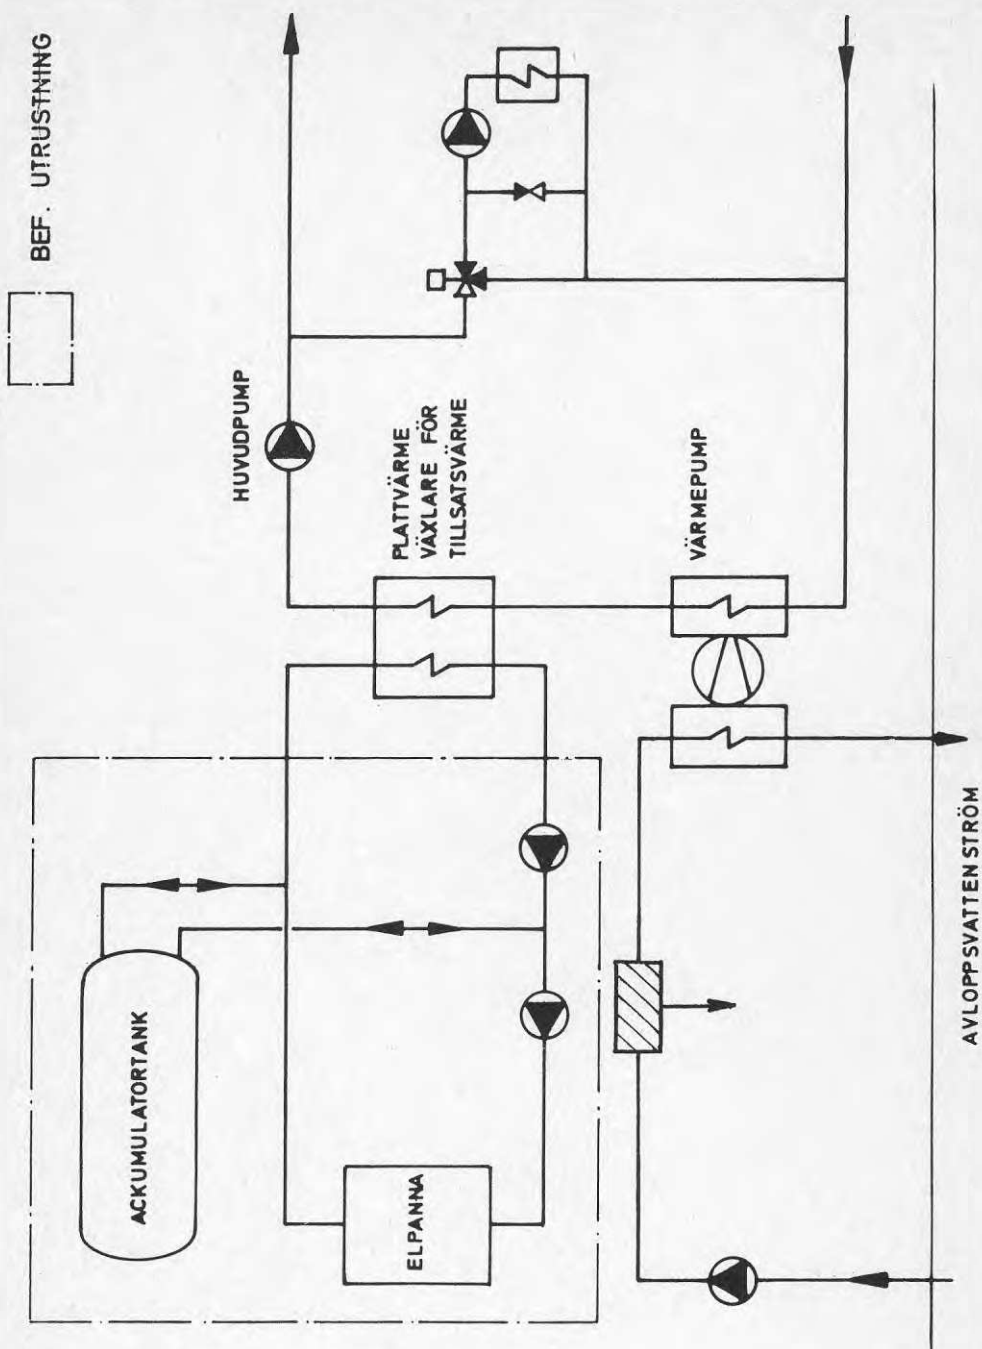 BEF. UTRUSTNING
HUVUDPUMP
PLATTVÄRME
VÄXLARE FÖR
TILLSATSVÄRME
VÄRMEPUMP
ACKUMULATORTANK
ELPANNA
AVLOPPSVATTENSTRÖM